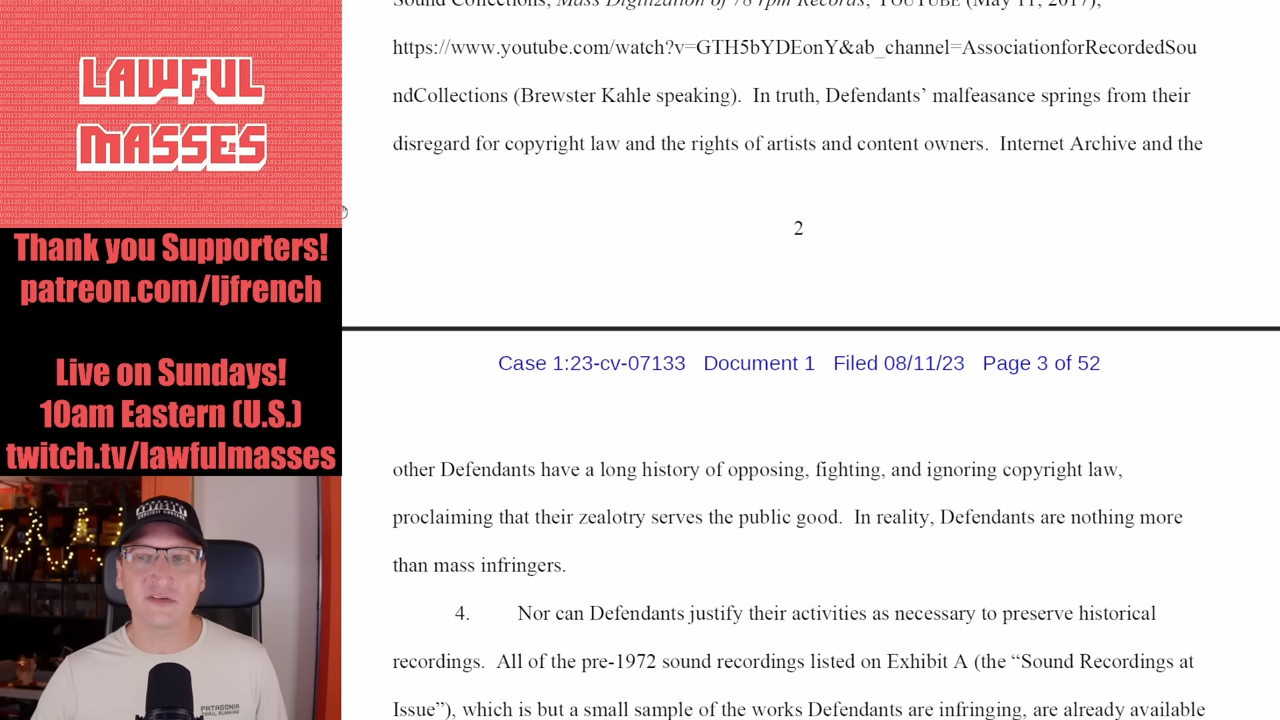 LAWFUL
MASSES
Thank you Supporters!
patreon.com/ljfrench
Live on Sundays!
10am Eastern (U.S.)
twitch.tv/lawfulmasses
PATAGONIA
TRAIL RUNNING
Sound Collections, Mass Digitization of 78 rpm Records, YOUTUBE (May 11, 2017),
https://www.youtube.com/watch?v=GTH5bYDEonY&ab_channel=AssociationforRecordedSou
ndCollections (Brewster Kahle speaking).  In truth, Defendants’ malfeasance springs from their
disregard for copyright law and the rights of artists and content owners.  Internet Archive and the
2
Case 1:23-cv-07133   Document 1   Filed 08/11/23   Page 3 of 52
other Defendants have a long history of opposing, fighting, and ignoring copyright law,
proclaiming that their zealotry serves the public good.  In reality, Defendants are nothing more
than mass infringers.
4.	Nor can Defendants justify their activities as necessary to preserve historical
recordings.  All of the pre-1972 sound recordings listed on Exhibit A (the “Sound Recordings at
Issue”), which is but a small sample of the works Defendants are infringing, are already available